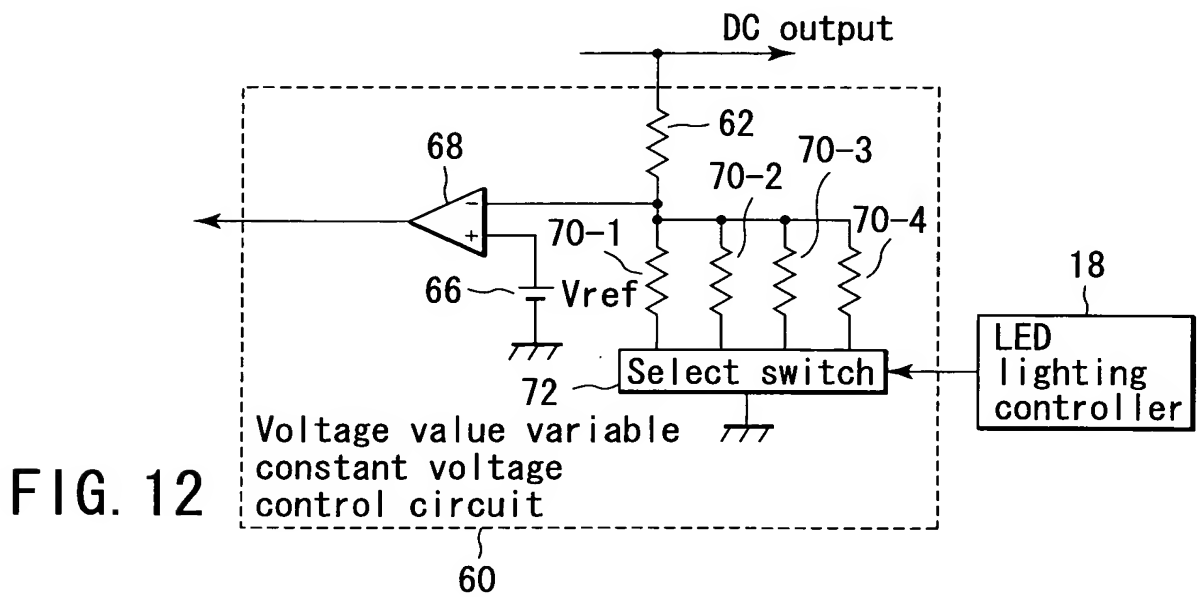 DC output
62
68
70-3
70-2
70-1
70-4
−
+
66
Vref
18
LED
lighting
controller
72
Select switch
Voltage value variable
constant voltage
control circuit
FIG. 12
60